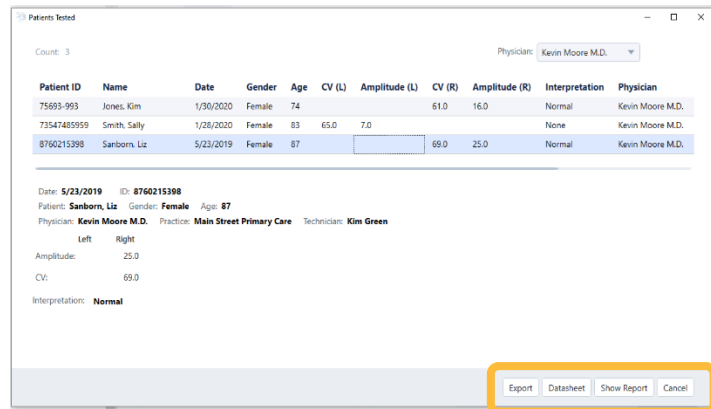 Patients Tested
Count: 3 Physician: Kevin Moore M.D.
Patient ID Name Date Gender Age CV (L) Amplitude (L) CV (R) Amplitude (R) Interpretation Physician
75693-993 Jones, Kim 1/30/2020 Female 74 61.0 16.0 Normal Kevin Moore M.D.
73547485959 Smith, Sally 1/28/2020 Female 83 65.0 7.0 None Kevin Moore M.D.
8760215398 Sanborn, Liz 5/23/2019 Female 87 69.0 25.0 Normal Kevin Moore M.D.
Date: 5/23/2019 ID: 8760215398
Patient: Sanborn, Liz Gender: Female Age: 87
Physician: Kevin Moore M.D. Practice: Main Street Primary Care Technician: Kim Green
Left Right
Amplitude: 25.0
CV: 69.0
Interpretation: Normal
Export Datasheet Show Report Cancel